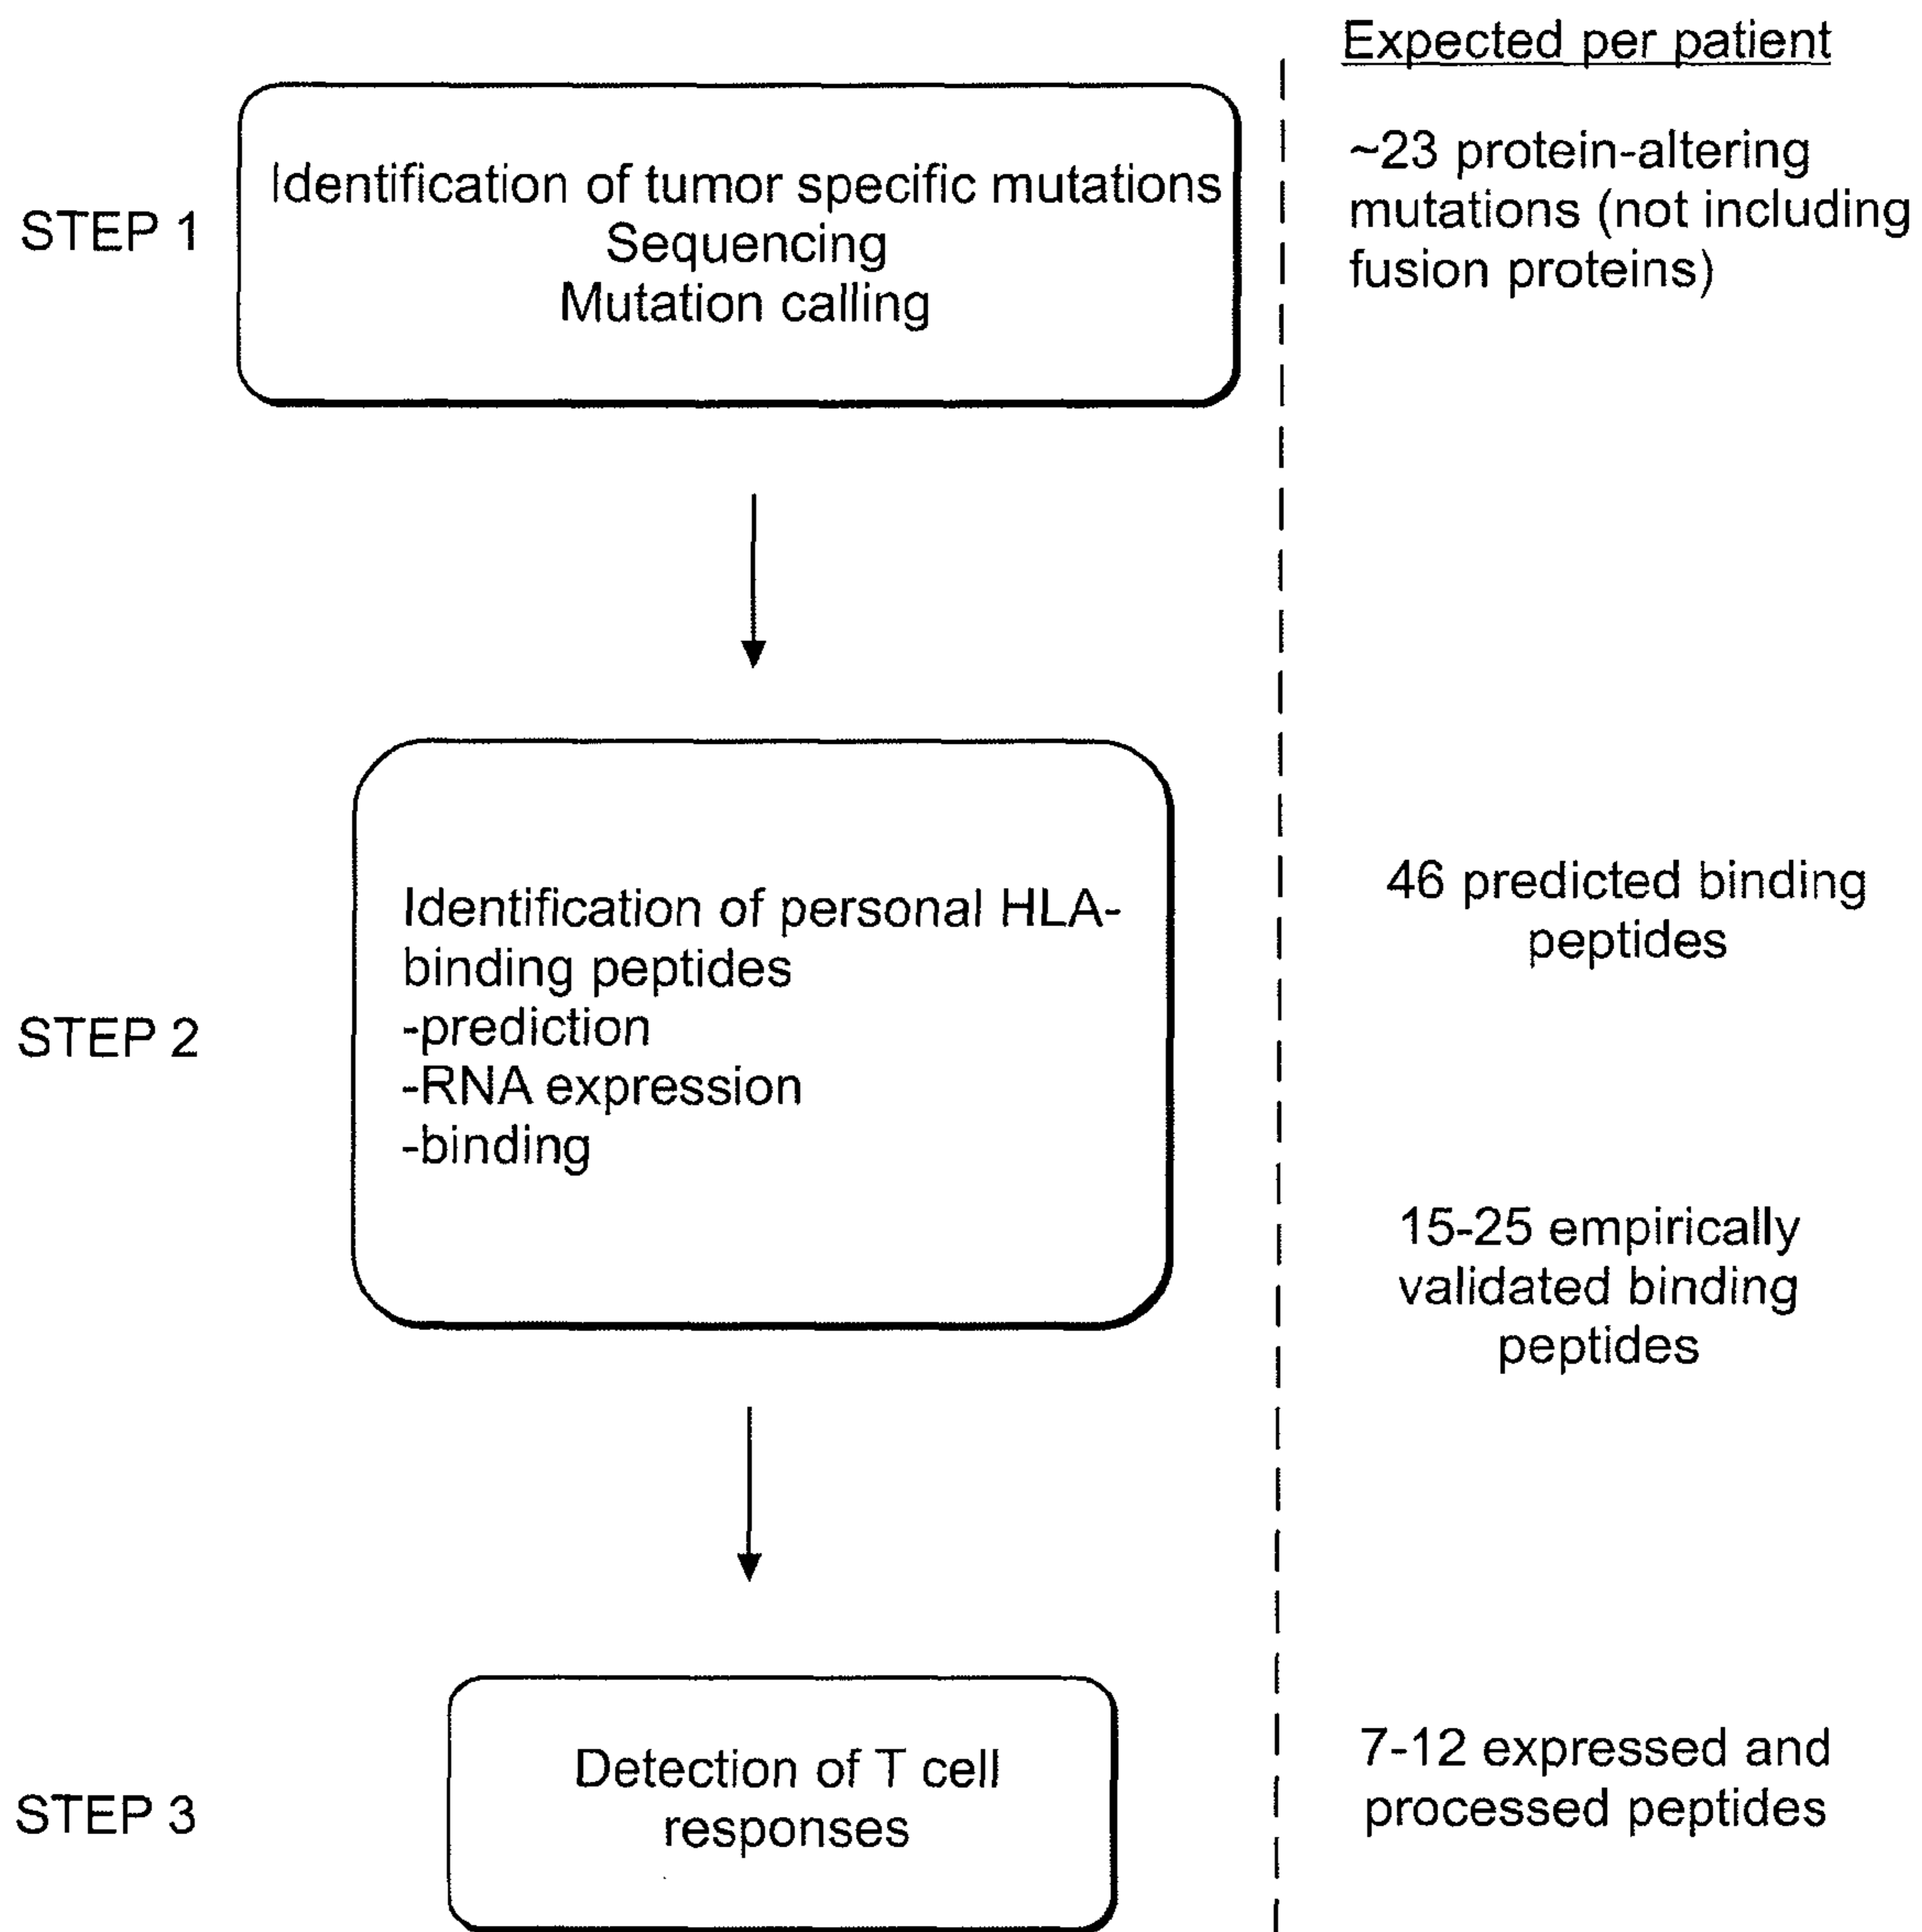 Expected per patient
STEP 1
Identification of tumor specific mutations
Sequencing
Mutation calling
~23 protein-altering
mutations (not including
fusion proteins)
STEP 2
Identification of personal HLA-
binding peptides
-prediction
-RNA expression
-binding
46 predicted binding
peptides
15-25 empirically
validated binding
peptides
STEP 3
Detection of T cell
responses
7-12 expressed and
processed peptides